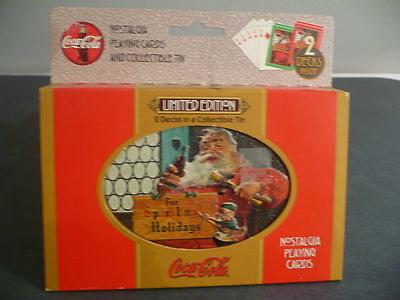 Coca-Cola
NOSTALGIA
PLAYING CARDS
AND COLLECTIBLE TIN
2
DECKS
INSIDE
LIMITED EDITION
2 Decks in a Collectible Tin
For
Sparkling
Holidays
Coca-Cola
NOSTALGIA
PLAYING
CARDS